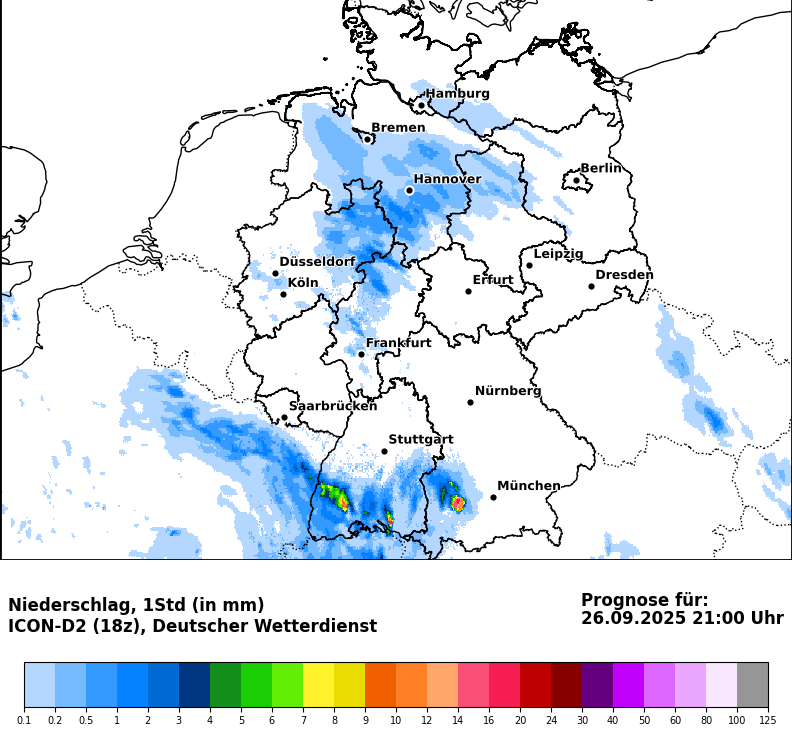 Hamburg
Bremen
Berlin
Hannover
Leipzig
Düsseldorf
Dresden
Köln
Erfurt
Frankfurt
Nürnberg
Saarbrücken
Stuttgart
München
Niederschlag, 1Std (in mm)
ICON-D2 (18z), Deutscher Wetterdienst
Prognose für:
26.09.2025 21:00 Uhr
0.1 0.2 0.5 1 2 3 4 5 6 7 8 9 10 12 14 16 20 24 30 40 50 60 80 100 125